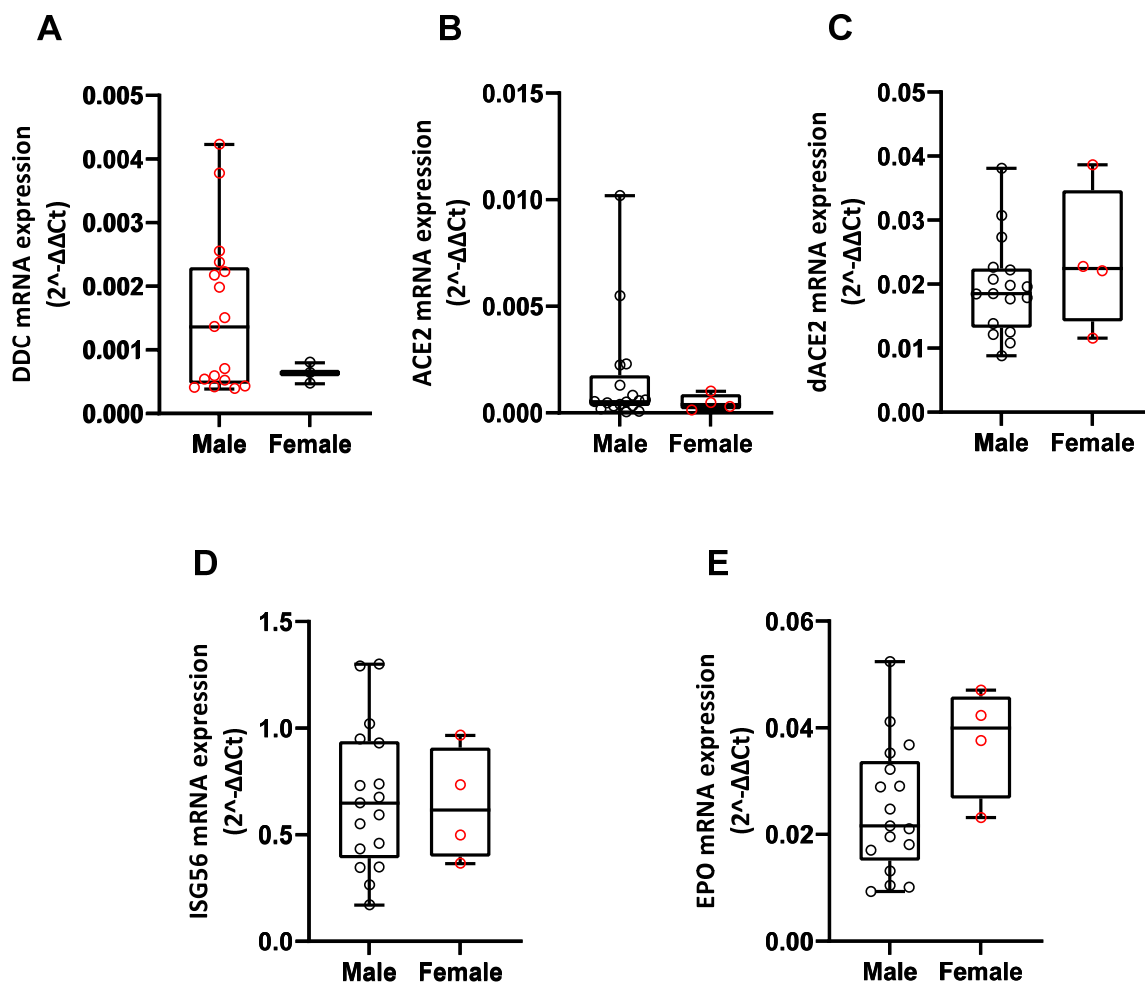 A
DDC mRNA expression
(2^-ΔΔCt)
0.005
0.004
0.003
0.002
0.001
0.000
Male Female
B
ACE2 mRNA expression
(2^-ΔΔCt)
0.015
0.010
0.005
0.000
Male Female
C
dACE2 mRNA expression
(2^-ΔΔCt)
0.05
0.04
0.03
0.02
0.01
0.00
Male Female
D
ISG56 mRNA expression
(2^-ΔΔCt)
1.5
1.0
0.5
0.0
Male Female
E
EPO mRNA expression
(2^-ΔΔCt)
0.06
0.04
0.02
0.00
Male Female